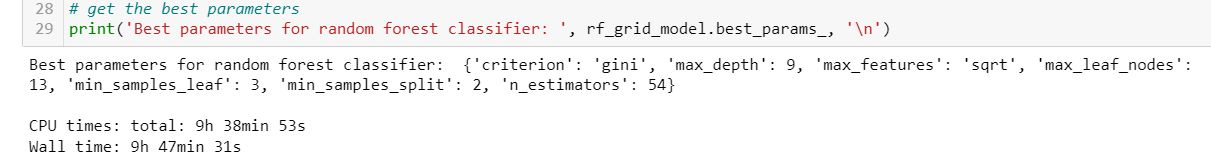 28 # get the best parameters
29 print('Best parameters for random forest classifier: ', rf_grid_model.best_params_, '\n')
Best parameters for random forest classifier:  {'criterion': 'gini', 'max_depth': 9, 'max_features': 'sqrt', 'max_leaf_nodes':
13, 'min_samples_leaf': 3, 'min_samples_split': 2, 'n_estimators': 54}
CPU times: total: 9h 38min 53s
Wall time: 9h 47min 31s